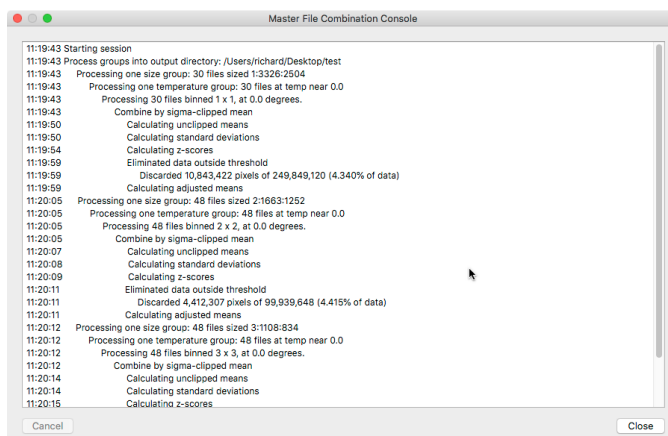 Master File Combination Console
11:19:43 Starting session
11:19:43 Process groups into output directory: /Users/richard/Desktop/test
11:19:43 Processing one size group: 30 files sized 1:3326:2504
11:19:43 Processing one temperature group: 30 files at temp near 0.0
11:19:43 Processing 30 files binned 1 x 1, at 0.0 degrees.
11:19:43 Combine by sigma-clipped mean
11:19:50 Calculating unclipped means
11:19:50 Calculating standard deviations
11:19:54 Calculating z-scores
11:19:59 Eliminated data outside threshold
11:19:59 Discarded 10,843,422 pixels of 249,849,120 (4.340% of data)
11:19:59 Calculating adjusted means
11:20:05 Processing one size group: 48 files sized 2:1663:1252
11:20:05 Processing one temperature group: 48 files at temp near 0.0
11:20:05 Processing 48 files binned 2 x 2, at 0.0 degrees.
11:20:05 Combine by sigma-clipped mean
11:20:07 Calculating unclipped means
11:20:08 Calculating standard deviations
11:20:09 Calculating z-scores
11:20:11 Eliminated data outside threshold
11:20:11 Discarded 4,412,307 pixels of 99,939,648 (4.415% of data)
11:20:11 Calculating adjusted means
11:20:12 Processing one size group: 48 files sized 3:1108:834
11:20:12 Processing one temperature group: 48 files at temp near 0.0
11:20:12 Processing 48 files binned 3 x 3, at 0.0 degrees.
11:20:12 Combine by sigma-clipped mean
11:20:14 Calculating unclipped means
11:20:14 Calculating standard deviations
11:20:15 Calculating z-scores
Cancel
Close